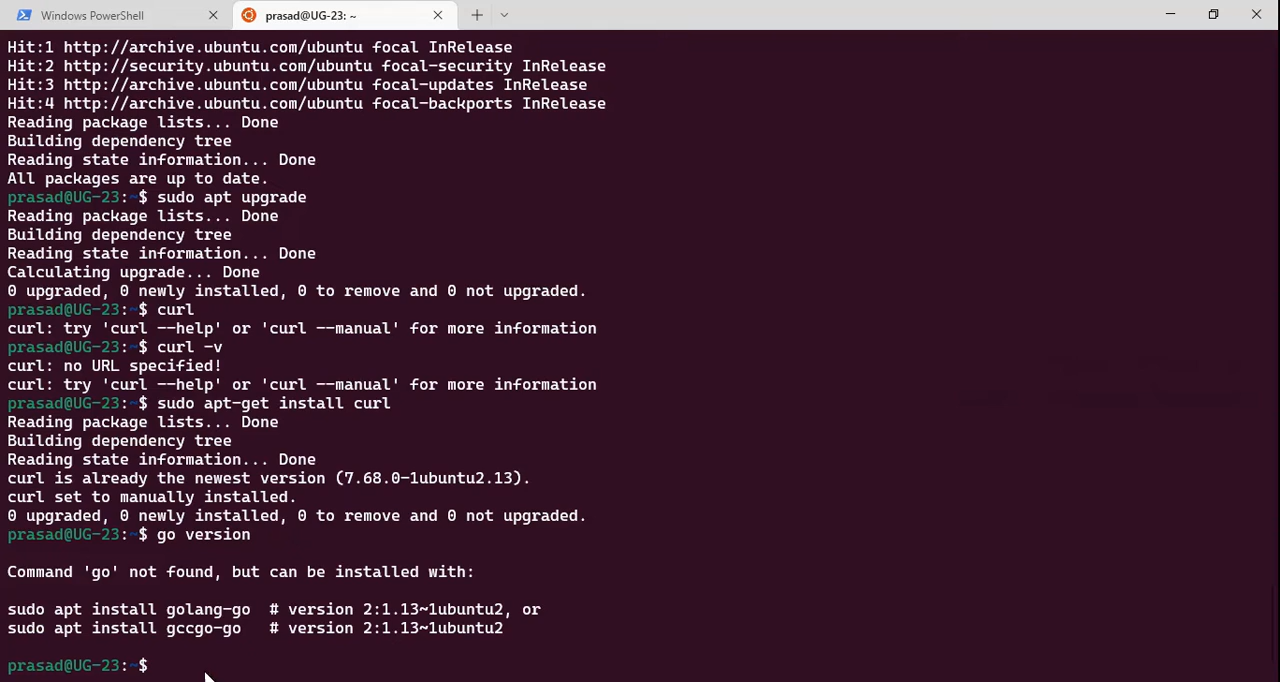 Windows PowerShell
prasad@UG-23: ~
Hit:1 http://archive.ubuntu.com/ubuntu focal InRelease
Hit:2 http://security.ubuntu.com/ubuntu focal-security InRelease
Hit:3 http://archive.ubuntu.com/ubuntu focal-updates InRelease
Hit:4 http://archive.ubuntu.com/ubuntu focal-backports InRelease
Reading package lists... Done
Building dependency tree
Reading state information... Done
All packages are up to date.
prasad@UG-23:~$ sudo apt upgrade
Reading package lists... Done
Building dependency tree
Reading state information... Done
Calculating upgrade... Done
0 upgraded, 0 newly installed, 0 to remove and 0 not upgraded.
prasad@UG-23:~$ curl
curl: try 'curl --help' or 'curl --manual' for more information
prasad@UG-23:~$ curl -v
curl: no URL specified!
curl: try 'curl --help' or 'curl --manual' for more information
prasad@UG-23:~$ sudo apt-get install curl
Reading package lists... Done
Building dependency tree
Reading state information... Done
curl is already the newest version (7.68.0-1ubuntu2.13).
curl set to manually installed.
0 upgraded, 0 newly installed, 0 to remove and 0 not upgraded.
prasad@UG-23:~$ go version
Command 'go' not found, but can be installed with:
sudo apt install golang-go  # version 2:1.13~1ubuntu2, or
sudo apt install gccgo-go   # version 2:1.13~1ubuntu2
prasad@UG-23:~$